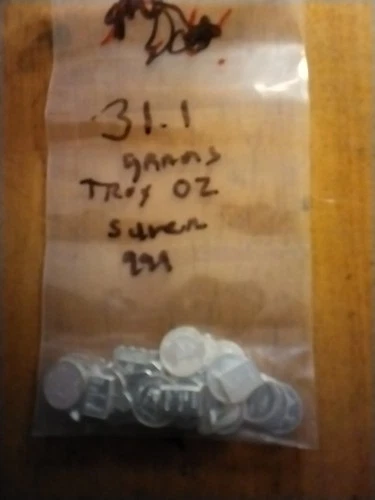 31.1
grams
TROY OZ
silver
999